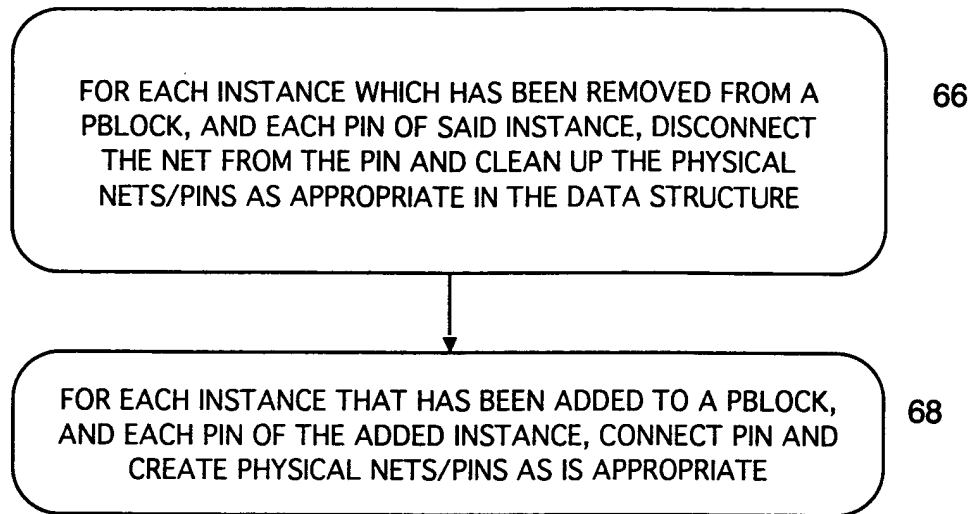 FOR EACH INSTANCE WHICH HAS BEEN REMOVED FROM A
PBLOCK, AND EACH PIN OF SAID INSTANCE, DISCONNECT
THE NET FROM THE PIN AND CLEAN UP THE PHYSICAL
NETS/PINS AS APPROPRIATE IN THE DATA STRUCTURE
66
FOR EACH INSTANCE THAT HAS BEEN ADDED TO A PBLOCK,
AND EACH PIN OF THE ADDED INSTANCE, CONNECT PIN AND
CREATE PHYSICAL NETS/PINS AS IS APPROPRIATE
68